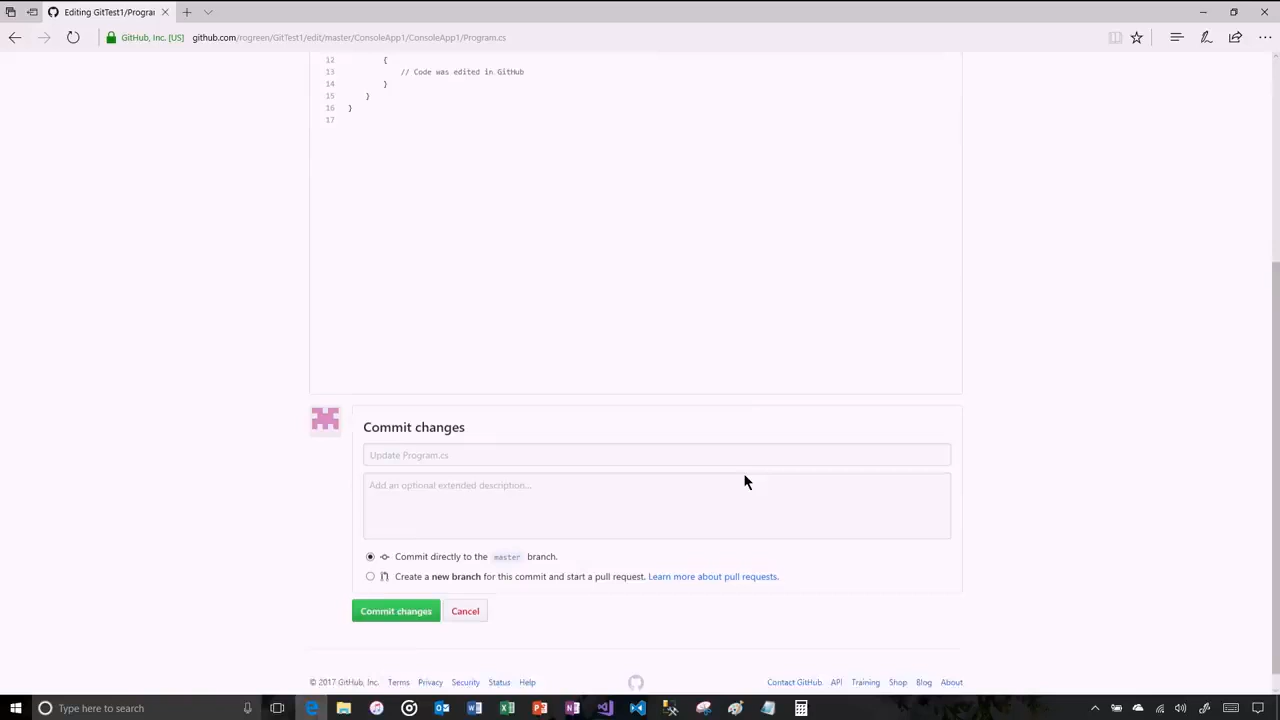 Editing GitTest1/Progra
GitHub, Inc. [US] github.com/rogreen/GitTest1/edit/master/ConsoleApp1/ConsoleApp1/Program.cs
12 {
13 // Code was edited in GitHub
14 }
15 }
16 }
17
Commit changes
Update Program.cs
Add an optional extended description...
Commit directly to the master branch.
Create a new branch for this commit and start a pull request. Learn more about pull requests.
Commit changes Cancel
© 2017 GitHub, Inc. Terms Privacy Security Status Help Contact GitHub API Training Shop Blog About
Type here to search